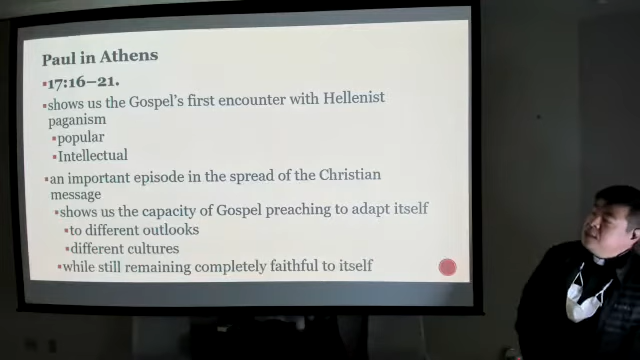 Paul in Athens
▪17:16–21.
▪shows us the Gospel's first encounter with Hellenist
paganism
▪popular
▪Intellectual
▪an important episode in the spread of the Christian
message
▪shows us the capacity of Gospel preaching to adapt itself
▪to different outlooks
▪different cultures
▪while still remaining completely faithful to itself